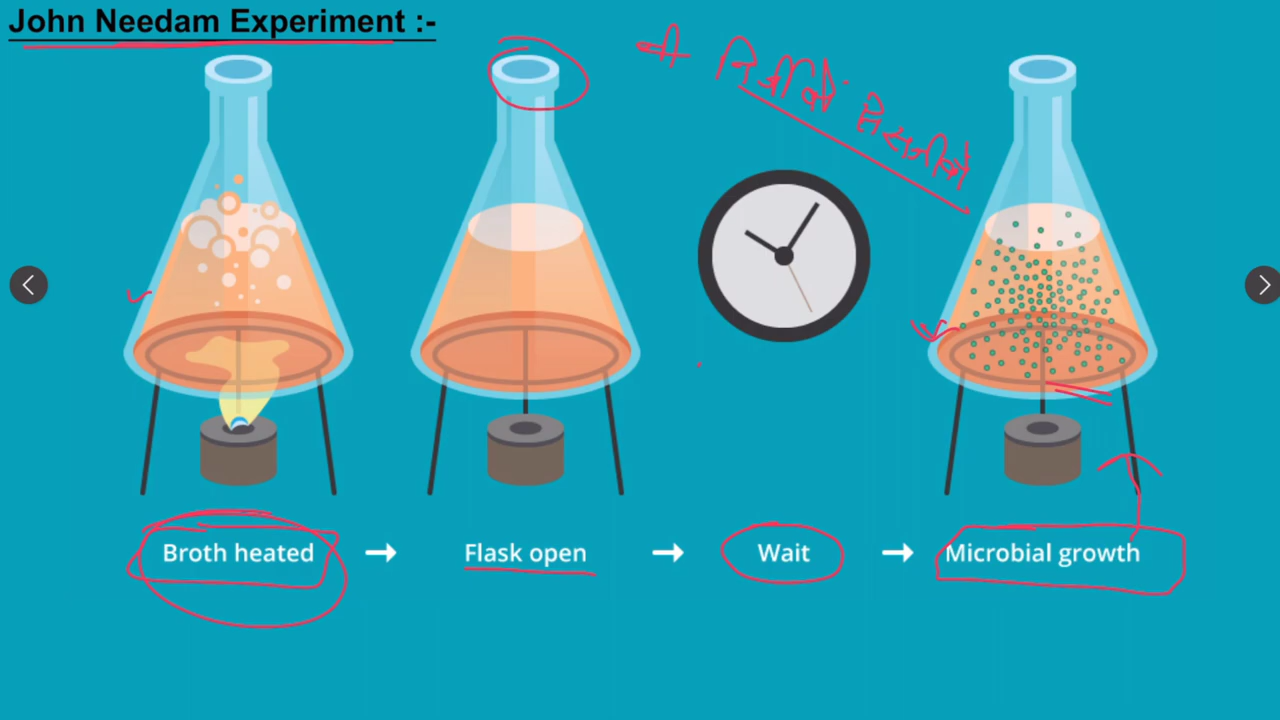 John Needam Experiment :-
Broth heated → Flask open → Wait → Microbial growth